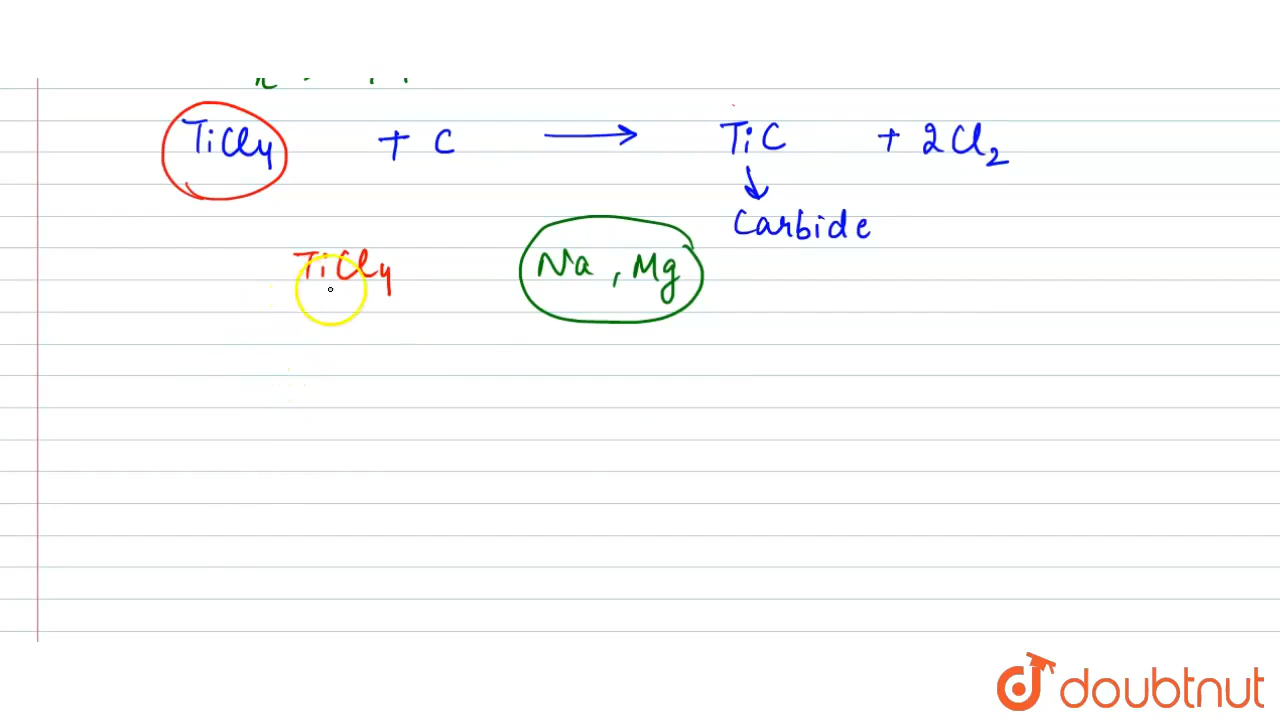 TiCl4 + C → TiC + 2Cl2
↓
Carbide
TiCl4 Na, Mg
doubtnut